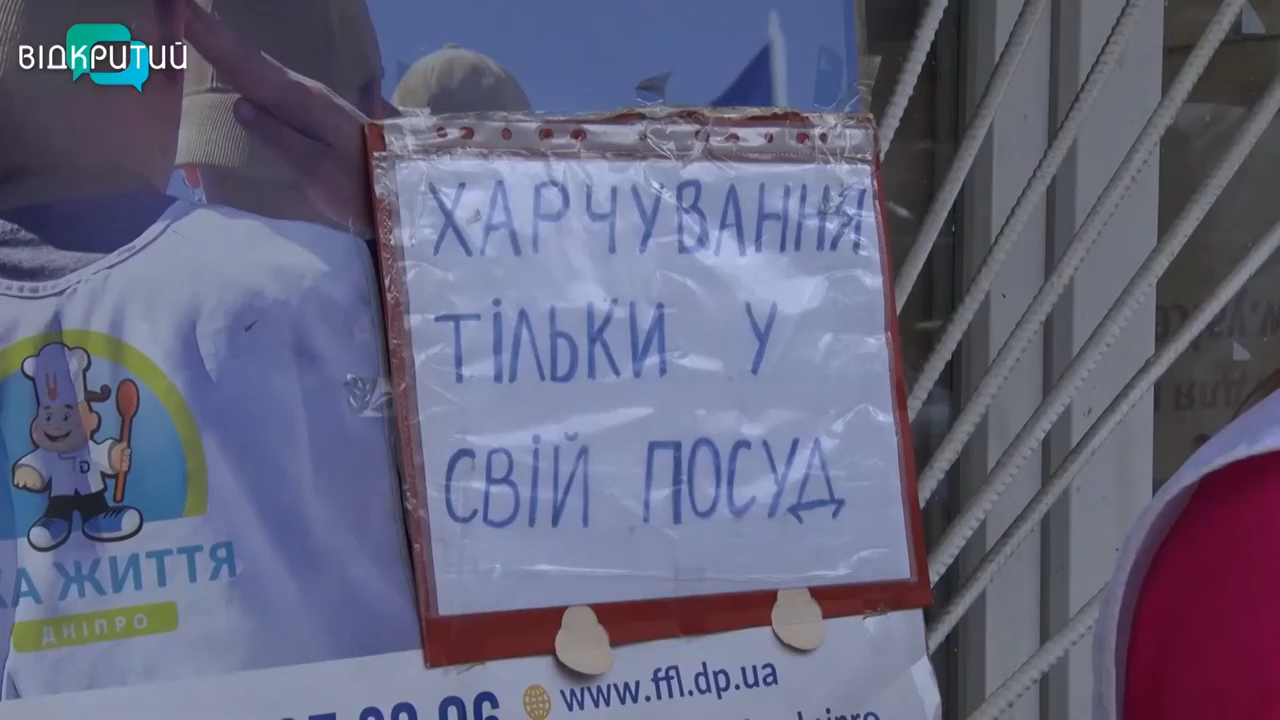 ВІДКРИТИЙ
ХАРЧУВАННЯ
ТІЛЬКИ У
СВІЙ ПОСУД
ЖИТТЯ
ДНІПРО
www.ffl.dp.ua